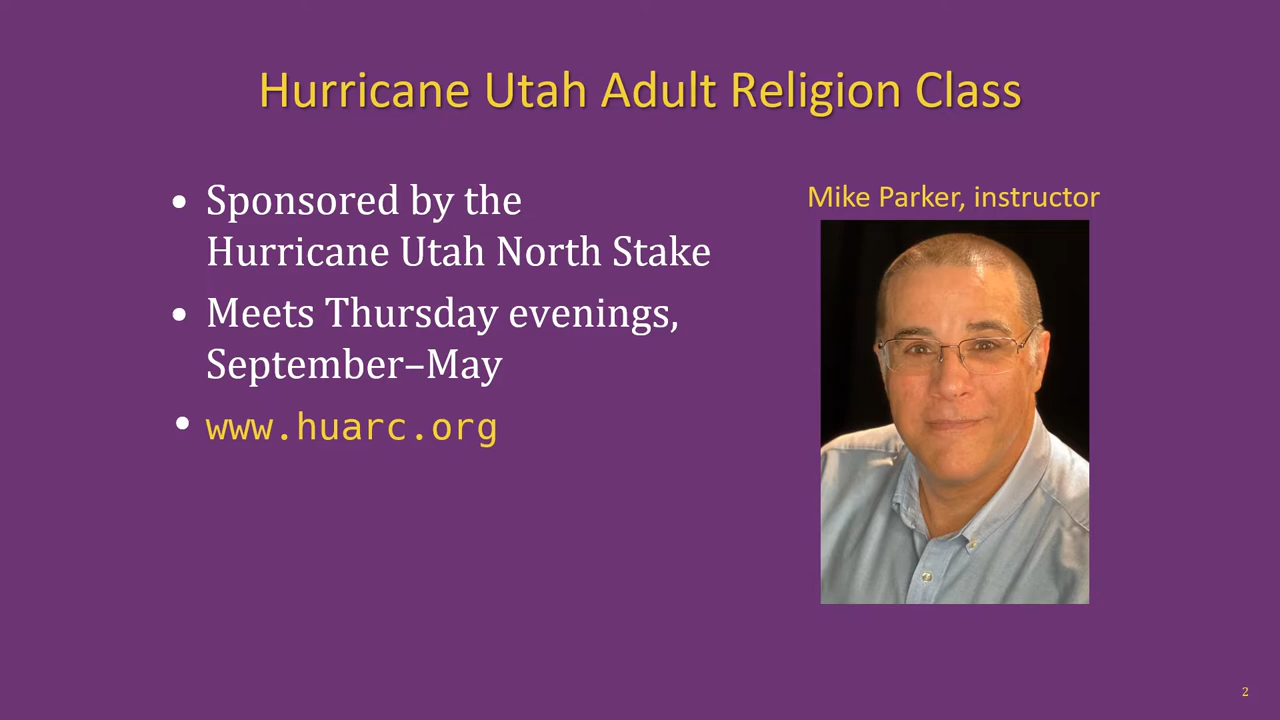 Hurricane Utah Adult Religion Class
• Sponsored by the
Hurricane Utah North Stake
• Meets Thursday evenings,
September–May
• www.huarc.org
Mike Parker, instructor
2